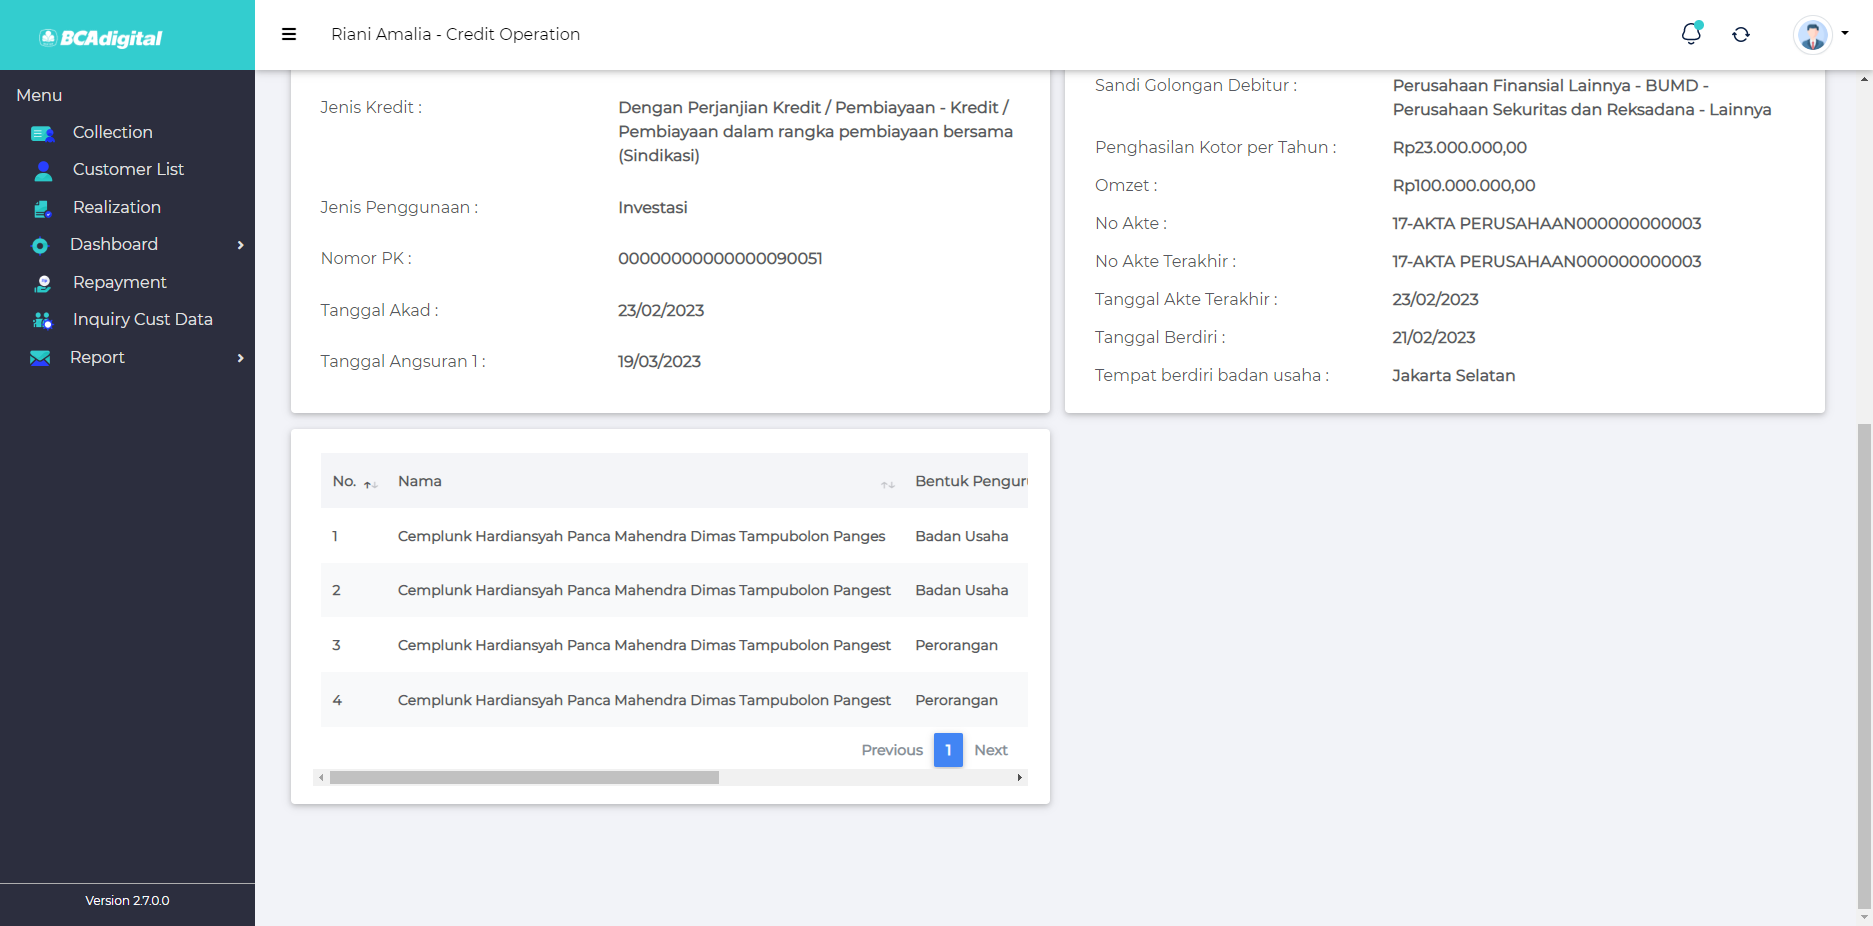 BCAdigital
Riani Amalia - Credit Operation
Menu
Collection
Customer List
Realization
Dashboard
Repayment
Inquiry Cust Data
Report
Version 2.7.0.0
Jenis Kredit :
Dengan Perjanjian Kredit / Pembiayaan - Kredit /
Pembiayaan dalam rangka pembiayaan bersama
(Sindikasi)
Jenis Penggunaan :
Investasi
Nomor PK :
00000000000000090051
Tanggal Akad :
23/02/2023
Tanggal Angsuran 1 :
19/03/2023
Sandi Golongan Debitur :
Perusahaan Finansial Lainnya - BUMD -
Perusahaan Sekuritas dan Reksadana - Lainnya
Penghasilan Kotor per Tahun :
Rp23.000.000,00
Omzet :
Rp100.000.000,00
No Akte :
17-AKTA PERUSAHAAN000000000003
No Akte Terakhir :
17-AKTA PERUSAHAAN000000000003
Tanggal Akte Terakhir :
23/02/2023
Tanggal Berdiri :
21/02/2023
Tempat berdiri badan usaha :
Jakarta Selatan
No. Nama Bentuk Pengur
1 Cemplunk Hardiansyah Panca Mahendra Dimas Tampubolon Panges Badan Usaha
2 Cemplunk Hardiansyah Panca Mahendra Dimas Tampubolon Pangest Badan Usaha
3 Cemplunk Hardiansyah Panca Mahendra Dimas Tampubolon Pangest Perorangan
4 Cemplunk Hardiansyah Panca Mahendra Dimas Tampubolon Pangest Perorangan
Previous 1 Next